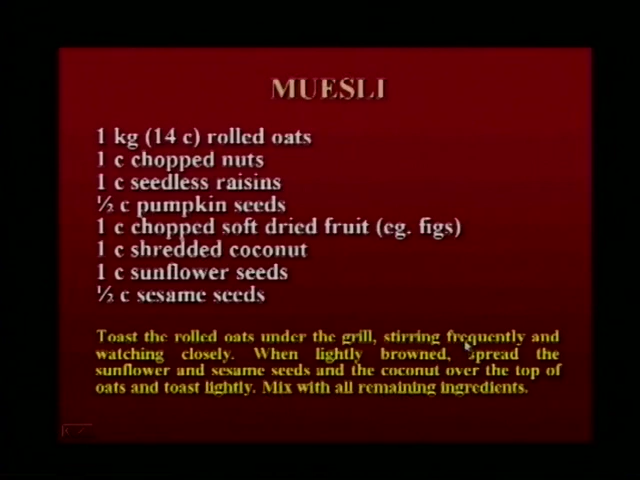 MUESLI
1 kg (14 c) rolled oats
1 c chopped nuts
1 c seedless raisins
½ c pumpkin seeds
1 c chopped soft dried fruit (eg. figs)
1 c shredded coconut
1 c sunflower seeds
½ c sesame seeds
Toast the rolled oats under the grill, stirring frequently and
watching closely. When lightly browned, spread the
sunflower and sesame seeds and the coconut over the top of
oats and toast lightly. Mix with all remaining ingredients.